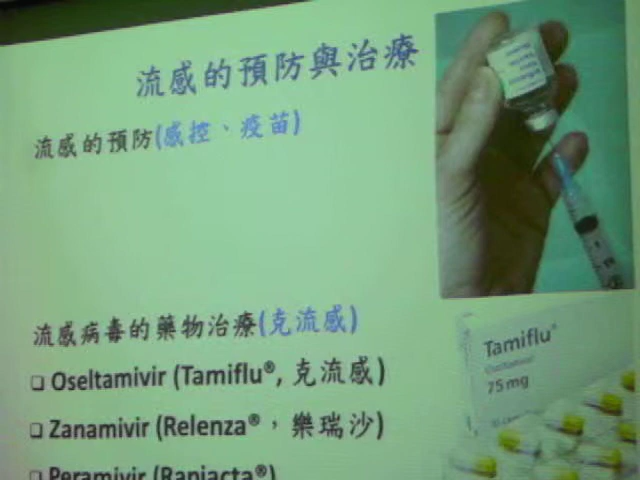 流感的預防與治療
流感的預防(感控、疫苗)
流感病毒的藥物治療(克流感)
❑ Oseltamivir (Tamiflu®, 克流感)
❑ Zanamivir (Relenza®，樂瑞沙)
❑ Peramivir (Rapiacta®)
Tamiflu®
75 mg